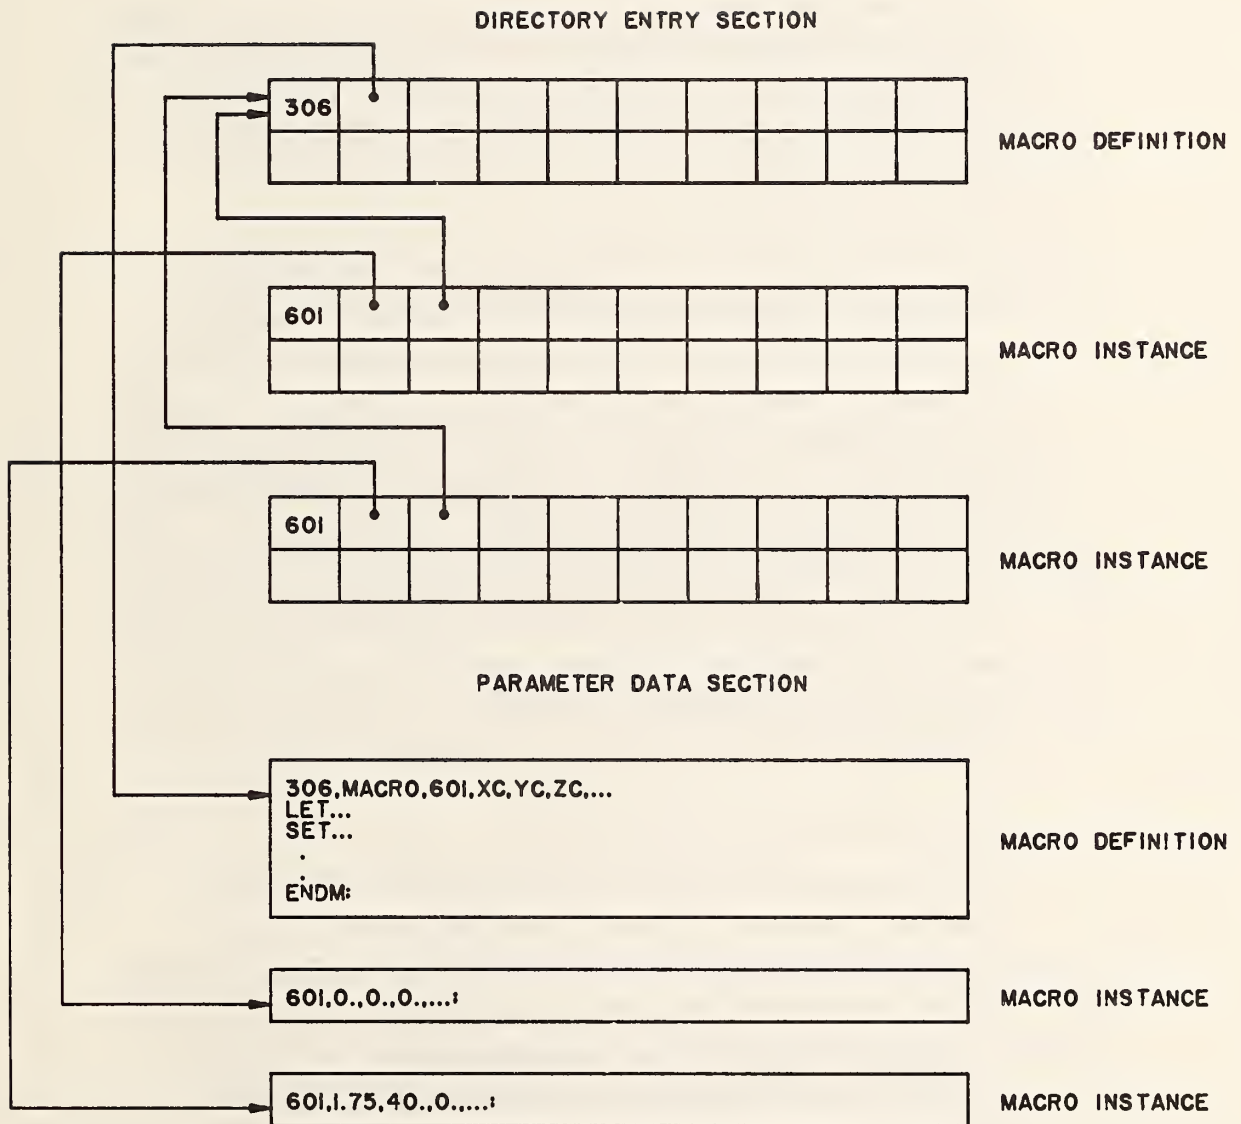 DIRECTORY ENTRY SECTION
306
MACRO DEFINITION
601
MACRO INSTANCE
601
MACRO INSTANCE
PARAMETER DATA SECTION
306,MACRO,601,XC,YC,ZC,...
LET...
SET...
.
.
ENDM;
MACRO DEFINITION
601,0.,0.,0.,...;
MACRO INSTANCE
601,1.75,40.,0.,...;
MACRO INSTANCE